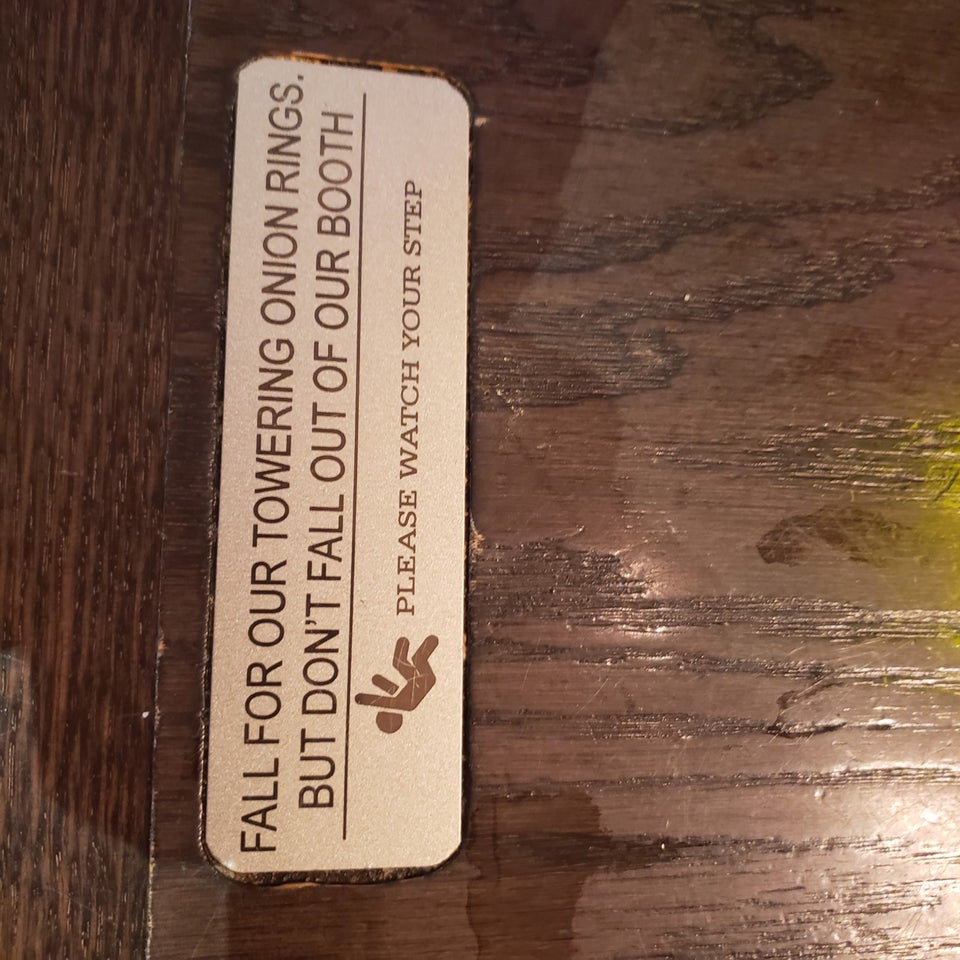 FALL FOR OUR TOWERING ONION RINGS.
BUT DON'T FALL OUT OF OUR BOOTH
PLEASE WATCH YOUR STEP